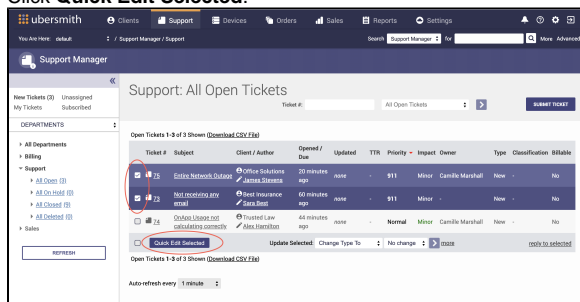 Click Quick Edit Selected.
ubersmith Clients Support Devices Orders Sales Reports Settings
You Are Here: default / Support Manager / Support Search Support Manager for More Advanced
Support Manager
«
New Tickets (3) Unassigned
My Tickets Subscribed
DEPARTMENTS
All Departments
Billing
Support
All Open (3)
All On Hold (0)
All Closed (9)
All Deleted (0)
Sales
REFRESH
Support: All Open Tickets
Ticket #: All Open Tickets SUBMIT TICKET
Open Tickets 1-3 of 3 Shown (Download CSV File)
Ticket # Subject Client / Author Opened / Due Updated TTR Priority Impact Owner Type Classification Billable
75 Entire Network Outage Office Solutions James Stevens 20 minutes ago none - 911 Minor Camille Marshall New - No
73 Not receiving any email Best Insurance Sara Best 60 minutes ago none - 911 Minor - New - No
74 OnApp Usage not calculating correctly Trusted Law Alex Hamilton 44 minutes ago none - Normal Minor Camille Marshall New - No
Quick Edit Selected Update Selected: Change Type To No change more reply to selected
Open Tickets 1-3 of 3 Shown (Download CSV File)
Auto-refresh every 1 minute